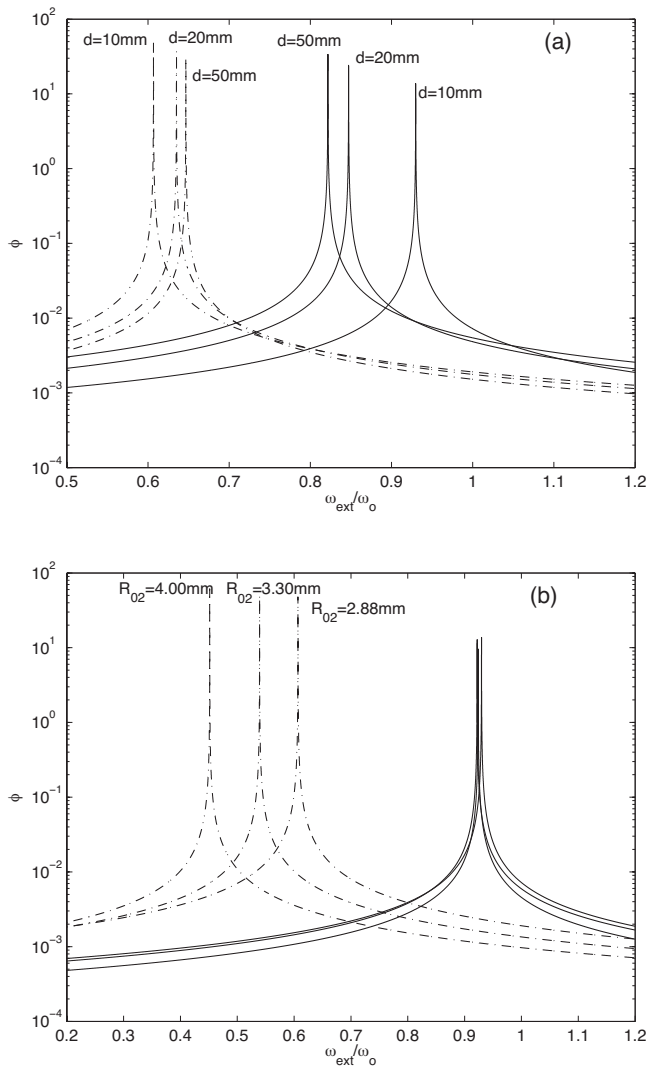 (a)
d=10mm d=20mm d=50mm
d=20mm
d=50mm d=10mm
10² 
10¹
10⁰
10⁻¹
10⁻²
10⁻³
10⁻⁴
ϕ
0.5 0.6 0.7 0.8 0.9 1 1.1 1.2
ω_ext/ω_o
(b)
R₀₂=4.00mm R₀₂=3.30mm
R₀₂=2.88mm
10²
10¹
10⁰
10⁻¹
10⁻²
10⁻³
10⁻⁴
ϕ
0.2 0.3 0.4 0.5 0.6 0.7 0.8 0.9 1 1.1 1.2
ω_ext/ω_o